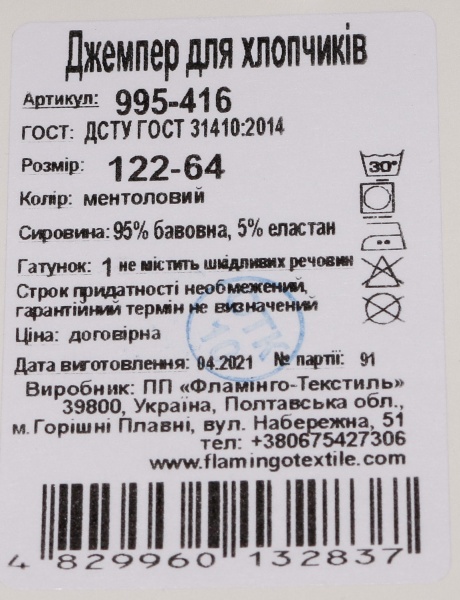 Джемпер для хлопчиків
Артикул: 995-416
ГОСТ: ДСТУ ГОСТ 31410:2014
Розмір: 122-64
Колір: ментоловий
Сировина: 95% бавовна, 5% еластан
Гатунок: 1 не містить шкідливих речовин
Строк придатності необмежений,
гарантійний термін не визначений
Ціна: договірна
Дата виготовлення: 04.2021 № партії: 91
Виробник: ПП «Фламінго-Текстиль»
39800, Україна, Полтавська обл.,
м. Горішні Плавні, вул. Набережна, 51
тел: +380675427306
www.flamingotextile.com
4 829960 132837
30°
СТК
10